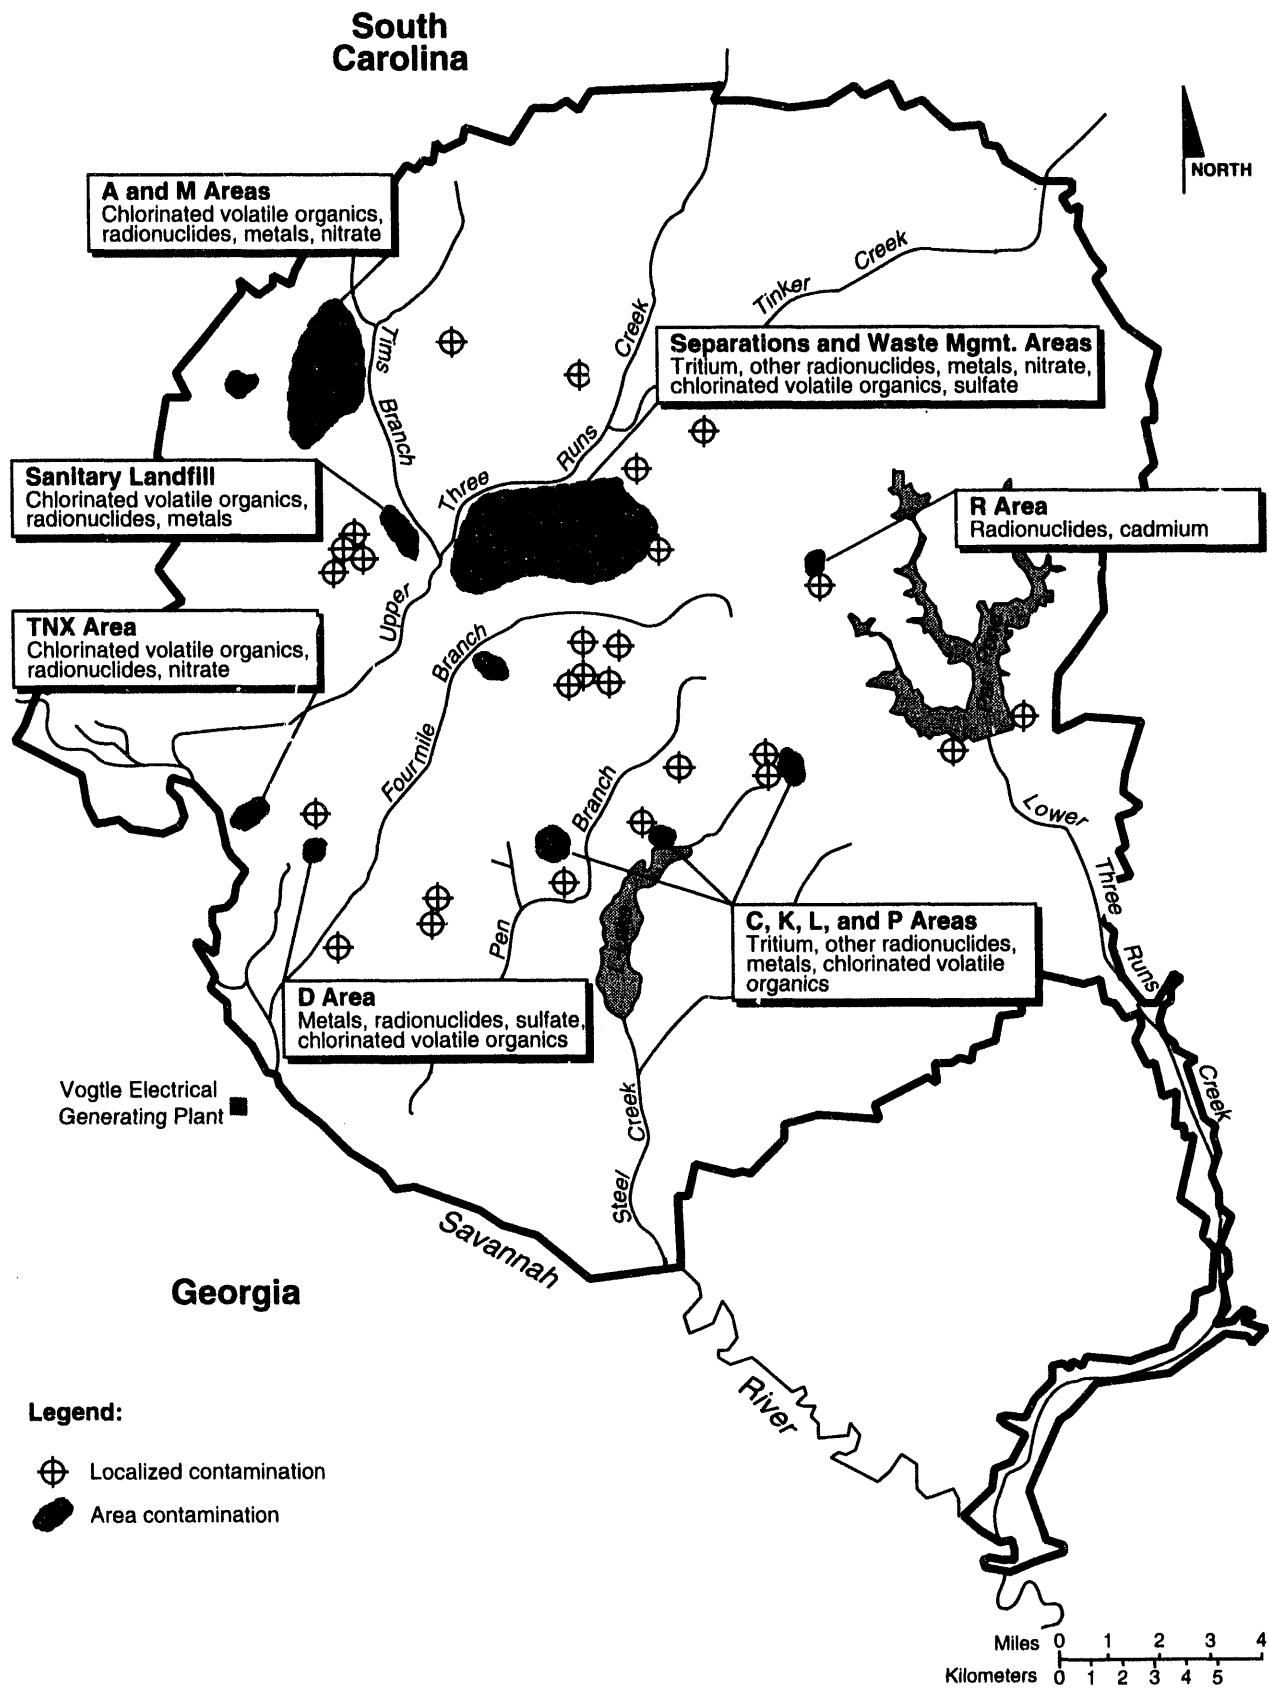 South
Carolina
NORTH
A and M Areas
Chlorinated volatile organics,
radionuclides, metals, nitrate
Tinker Creek
Tims Branch
Separations and Waste Mgmt. Areas
Tritium, other radionuclides, metals, nitrate,
chlorinated volatile organics, sulfate
Sanitary Landfill
Chlorinated volatile organics,
radionuclides, metals
Upper Three Runs Creek
R Area
Radionuclides, cadmium
TNX Area
Chlorinated volatile organics,
radionuclides, nitrate
Fourmile Branch
Pen Branch
Lower Three Runs Creek
C, K, L, and P Areas
Tritium, other radionuclides,
metals, chlorinated volatile
organics
D Area
Metals, radionuclides, sulfate,
chlorinated volatile organics
Vogtle Electrical
Generating Plant
Steel Creek
Savannah River
Georgia
Legend:
Localized contamination
Area contamination
Miles 0 1 2 3 4
Kilometers 0 1 2 3 4 5